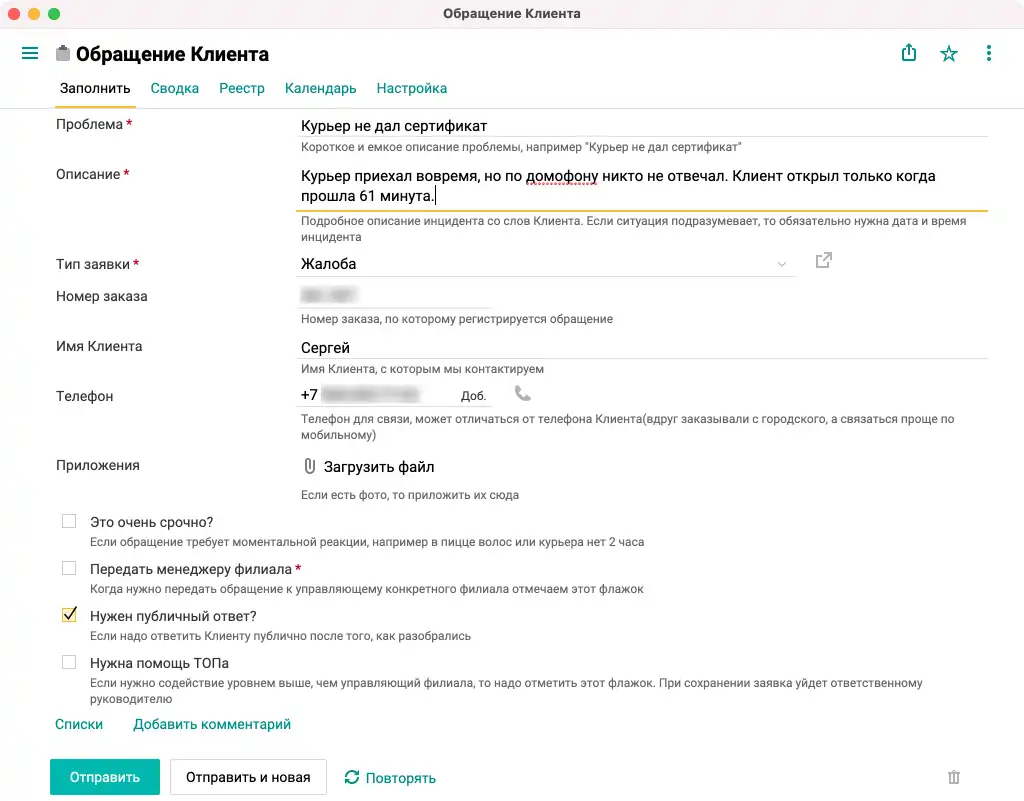 Обращение Клиента
Обращение Клиента
Заполнить Сводка Реестр Календарь Настройка
Проблема *
Курьер не дал сертификат
Короткое и емкое описание проблемы, например "Курьер не дал сертификат"
Описание *
Курьер приехал вовремя, но по домофону никто не отвечал. Клиент открыл только когда
прошла 61 минута.
Подробное описание инцидента со слов Клиента. Если ситуация подразумевает, то обязательно нужна дата и время
инцидента
Тип заявки *
Жалоба
Номер заказа
Номер заказа, по которому регистрируется обращение
Имя Клиента
Сергей
Имя Клиента, с которым мы контактируем
Телефон
+7 Доб.
Телефон для связи, может отличаться от телефона Клиента(вдруг заказывали с городского, а связаться проще по
мобильному)
Приложения
Загрузить файл
Если есть фото, то приложить их сюда
Это очень срочно?
Если обращение требует моментальной реакции, например в пицце волос или курьера нет 2 часа
Передать менеджеру филиала *
Когда нужно передать обращение к управляющему конкретного филиала отмечаем этот флажок
Нужен публичный ответ?
Если надо ответить Клиенту публично после того, как разобрались
Нужна помощь ТОПа
Если нужно содействие уровнем выше, чем управляющий филиала, то надо отметить этот флажок. При сохранении заявка уйдет ответственному
руководителю
Списки Добавить комментарий
Отправить Отправить и новая Повторять